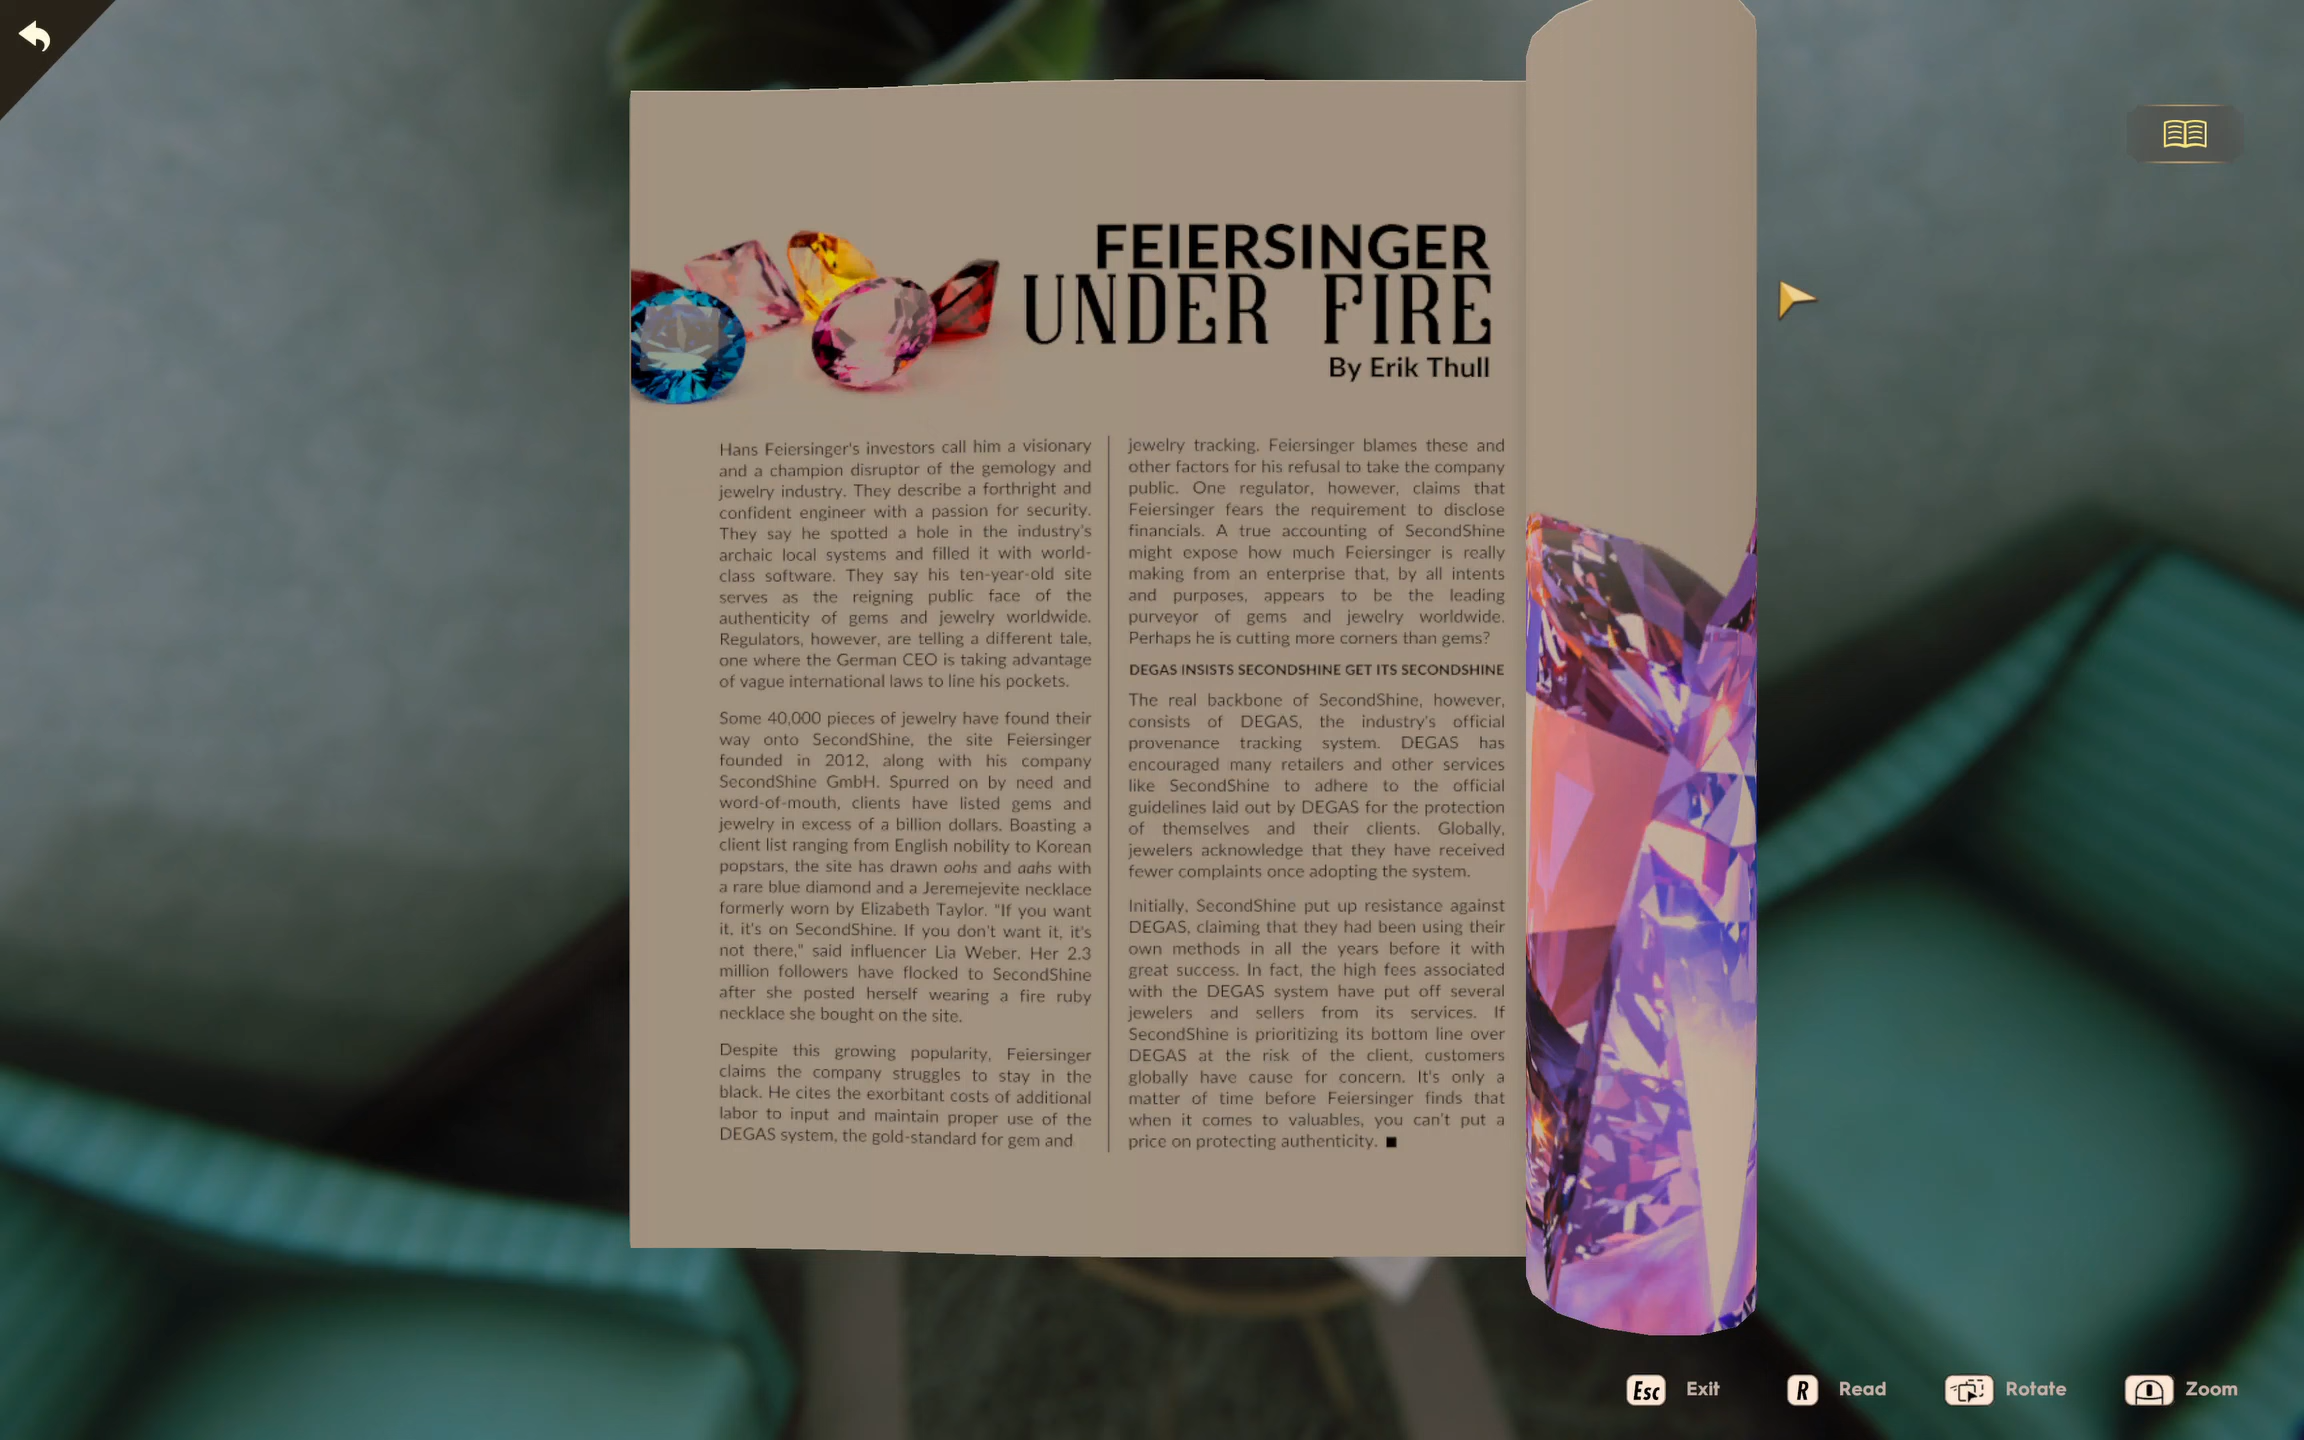 FEIERSINGER
UNDER FIRE
By Erik Thull
Hans Feiersinger's investors call him a visionary
and a champion disruptor of the gemology and
jewelry industry. They describe a forthright and
confident engineer with a passion for security.
They say he spotted a hole in the industry's
archaic local systems and filled it with world-
class software. They say his ten-year-old site
serves as the reigning public face of the
authenticity of gems and jewelry worldwide.
Regulators, however, are telling a different tale,
one where the German CEO is taking advantage
of vague international laws to line his pockets.
Some 40,000 pieces of jewelry have found their
way onto SecondShine, the site Feiersinger
founded in 2012, along with his company
SecondShine GmbH. Spurred on by need and
word-of-mouth, clients have listed gems and
jewelry in excess of a billion dollars. Boasting a
client list ranging from English nobility to Korean
popstars, the site has drawn oohs and aahs with
a rare blue diamond and a Jeremejevite necklace
formerly worn by Elizabeth Taylor. "If you want
it, it's on SecondShine. If you don't want it, it's
not there," said influencer Lia Weber. Her 2.3
million followers have flocked to SecondShine
after she posted herself wearing a fire ruby
necklace she bought on the site.
Despite this growing popularity, Feiersinger
claims the company struggles to stay in the
black. He cites the exorbitant costs of additional
labor to input and maintain proper use of the
DEGAS system, the gold-standard for gem and
jewelry tracking. Feiersinger blames these and
other factors for his refusal to take the company
public. One regulator, however, claims that
Feiersinger fears the requirement to disclose
financials. A true accounting of SecondShine
might expose how much Feiersinger is really
making from an enterprise that, by all intents
and purposes, appears to be the leading
purveyor of gems and jewelry worldwide.
Perhaps he is cutting more corners than gems?
DEGAS INSISTS SECONDSHINE GET ITS SECONDSHINE
The real backbone of SecondShine, however,
consists of DEGAS, the industry's official
provenance tracking system. DEGAS has
encouraged many retailers and other services
like SecondShine to adhere to the official
guidelines laid out by DEGAS for the protection
of themselves and their clients. Globally,
jewelers acknowledge that they have received
fewer complaints once adopting the system.
Initially, SecondShine put up resistance against
DEGAS, claiming that they had been using their
own methods in all the years before it with
great success. In fact, the high fees associated
with the DEGAS system have put off several
jewelers and sellers from its services. If
SecondShine is prioritizing its bottom line over
DEGAS at the risk of the client, customers
globally have cause for concern. It's only a
matter of time before Feiersinger finds that
when it comes to valuables, you can't put a
price on protecting authenticity. ■
Esc Exit R Read Rotate Zoom